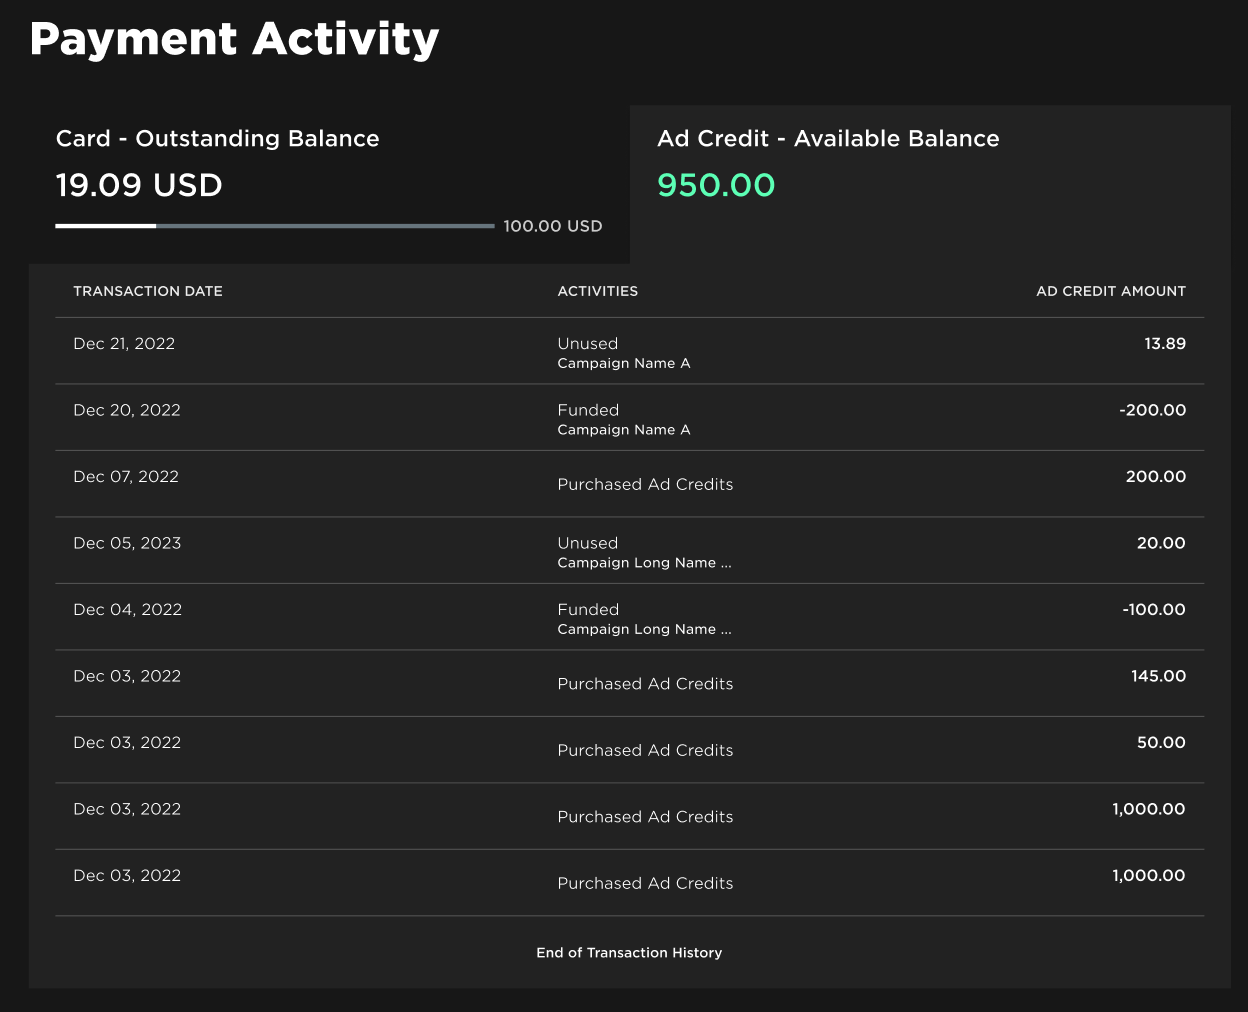 Payment Activity
Card - Outstanding Balance
19.09 USD
100.00 USD
Ad Credit - Available Balance
950.00
TRANSACTION DATE ACTIVITIES AD CREDIT AMOUNT
Dec 21, 2022 Unused 13.89
Campaign Name A
Dec 20, 2022 Funded -200.00
Campaign Name A
Dec 07, 2022 Purchased Ad Credits 200.00
Dec 05, 2023 Unused 20.00
Campaign Long Name ...
Dec 04, 2022 Funded -100.00
Campaign Long Name ...
Dec 03, 2022 Purchased Ad Credits 145.00
Dec 03, 2022 Purchased Ad Credits 50.00
Dec 03, 2022 Purchased Ad Credits 1,000.00
Dec 03, 2022 Purchased Ad Credits 1,000.00
End of Transaction History